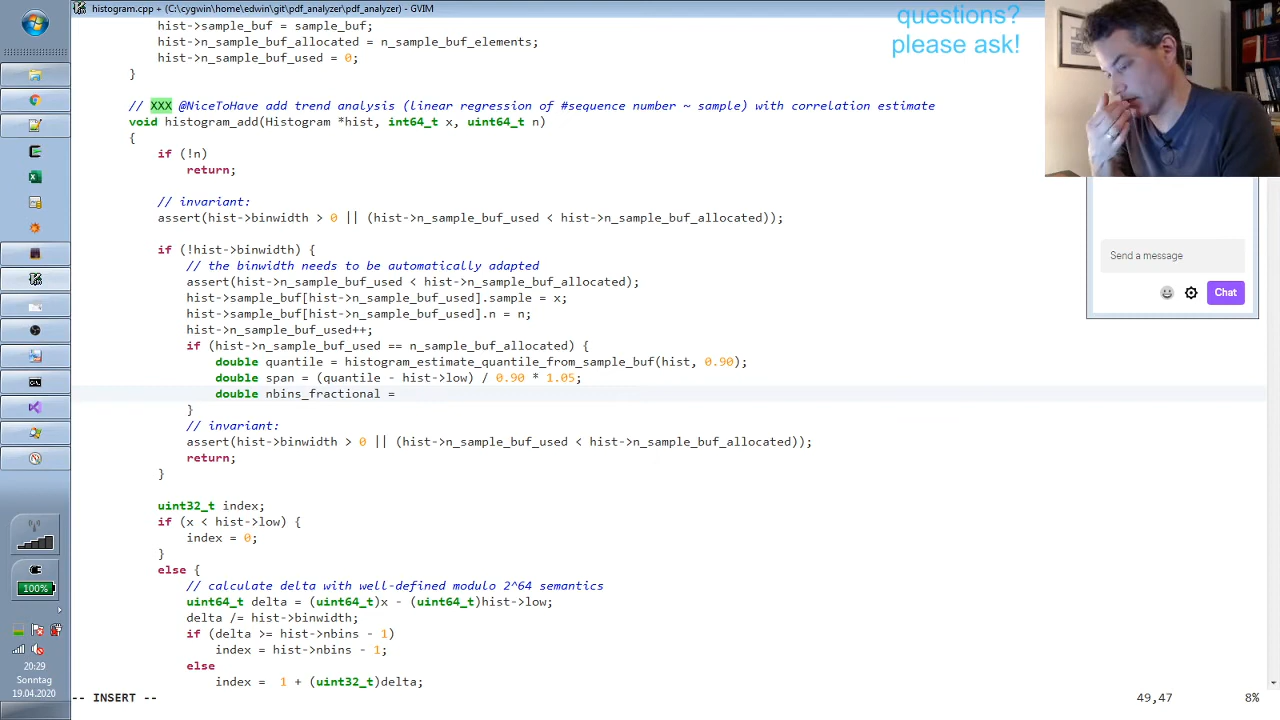 histogram.cpp + (C:\cygwin\home\edwin\git\pdf_analyzer\pdf_analyzer) - GVIM
questions?
please ask!
hist->sample_buf = sample_buf;
hist->n_sample_buf_allocated = n_sample_buf_elements;
hist->n_sample_buf_used = 0;
}
// XXX @NiceToHave add trend analysis (linear regression of #sequence number ~ sample) with correlation estimate
void histogram_add(Histogram *hist, int64_t x, uint64_t n)
{
if (!n)
return;
// invariant:
assert(hist->binwidth > 0 || (hist->n_sample_buf_used < hist->n_sample_buf_allocated));
if (!hist->binwidth) {
// the binwidth needs to be automatically adapted
assert(hist->n_sample_buf_used < hist->n_sample_buf_allocated);
hist->sample_buf[hist->n_sample_buf_used].sample = x;
hist->sample_buf[hist->n_sample_buf_used].n = n;
hist->n_sample_buf_used++;
if (hist->n_sample_buf_used == n_sample_buf_allocated) {
double quantile = histogram_estimate_quantile_from_sample_buf(hist, 0.90);
double span = (quantile - hist->low) / 0.90 * 1.05;
double nbins_fractional =
}
// invariant:
assert(hist->binwidth > 0 || (hist->n_sample_buf_used < hist->n_sample_buf_allocated));
return;
}
uint32_t index;
if (x < hist->low) {
index = 0;
}
else {
// calculate delta with well-defined modulo 2^64 semantics
uint64_t delta = (uint64_t)x - (uint64_t)hist->low;
delta /= hist->binwidth;
if (delta >= hist->nbins - 1)
index = hist->nbins - 1;
else
index =  1 + (uint32_t)delta;
-- INSERT --
49,47
8%
Send a message
Chat
100%
20:29
Sonntag
19.04.2020